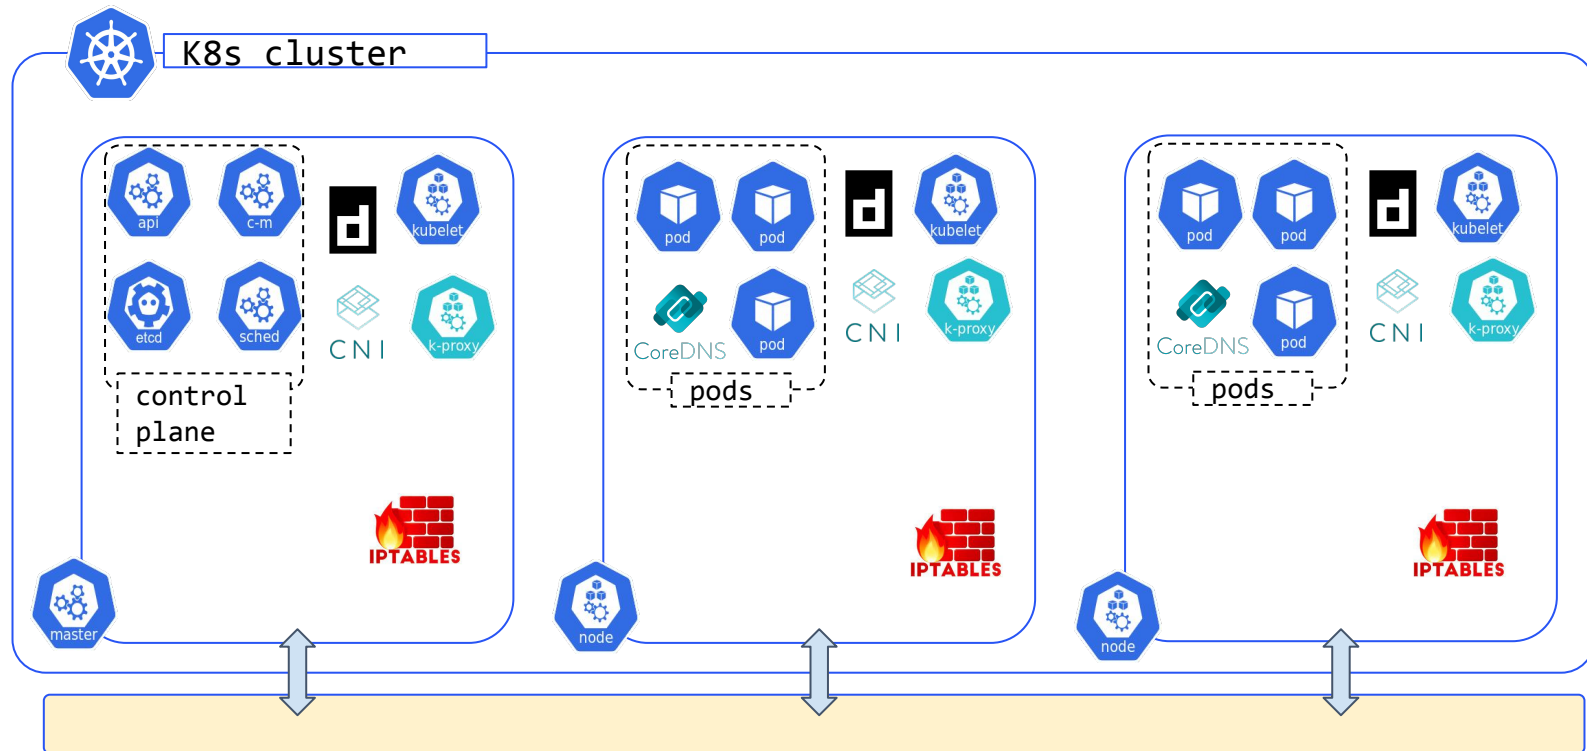 K8s cluster
api
c-m
kubelet
d
etcd
sched
CNI
k-proxy
control
plane
IPTABLES
master
pod
pod
d
kubelet
CoreDNS
pod
CNI
k-proxy
pods
IPTABLES
node
pod
pod
d
kubelet
CoreDNS
pod
CNI
k-proxy
pods
IPTABLES
node